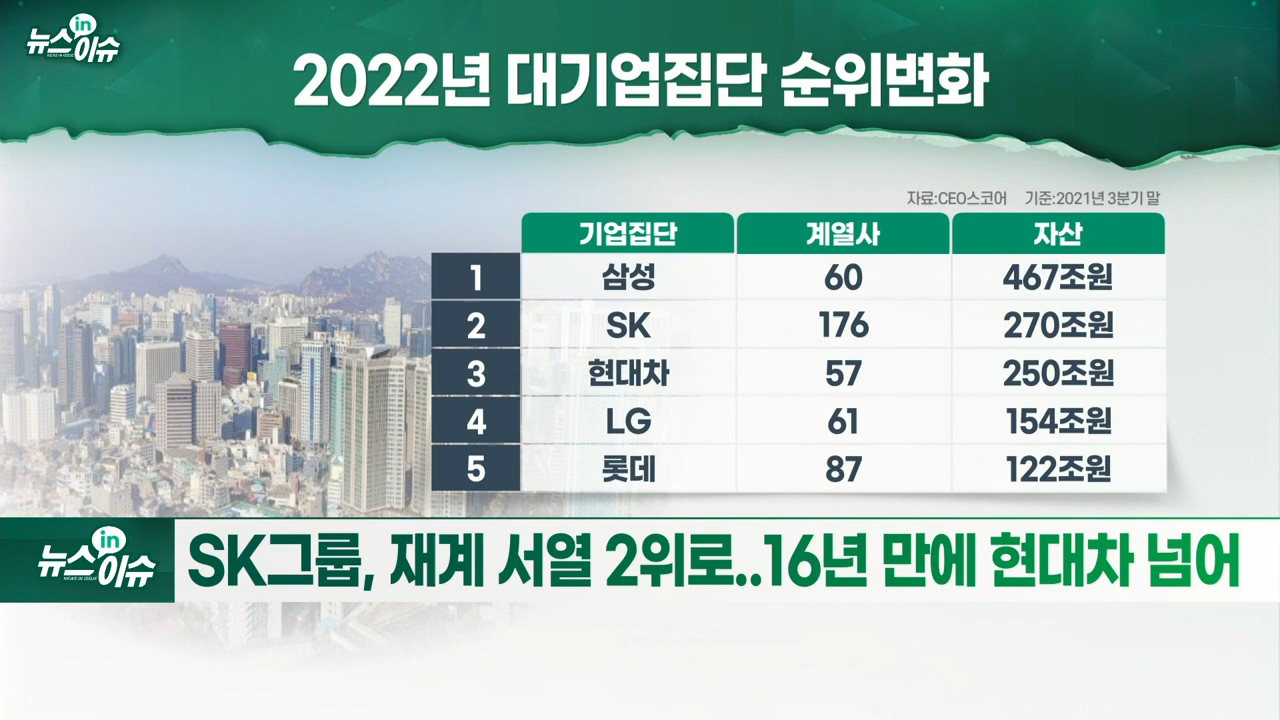 뉴스in이슈
NEWS IN ISSUE
2022년 대기업집단 순위변화
자료:CEO스코어 기준:2021년 3분기 말
기업집단 계열사 자산
1 삼성 60 467조원
2 SK 176 270조원
3 현대차 57 250조원
4 LG 61 154조원
5 롯데 87 122조원
뉴스in이슈
NEWS IN ISSUE
SK그룹, 재계 서열 2위로..16년 만에 현대차 넘어